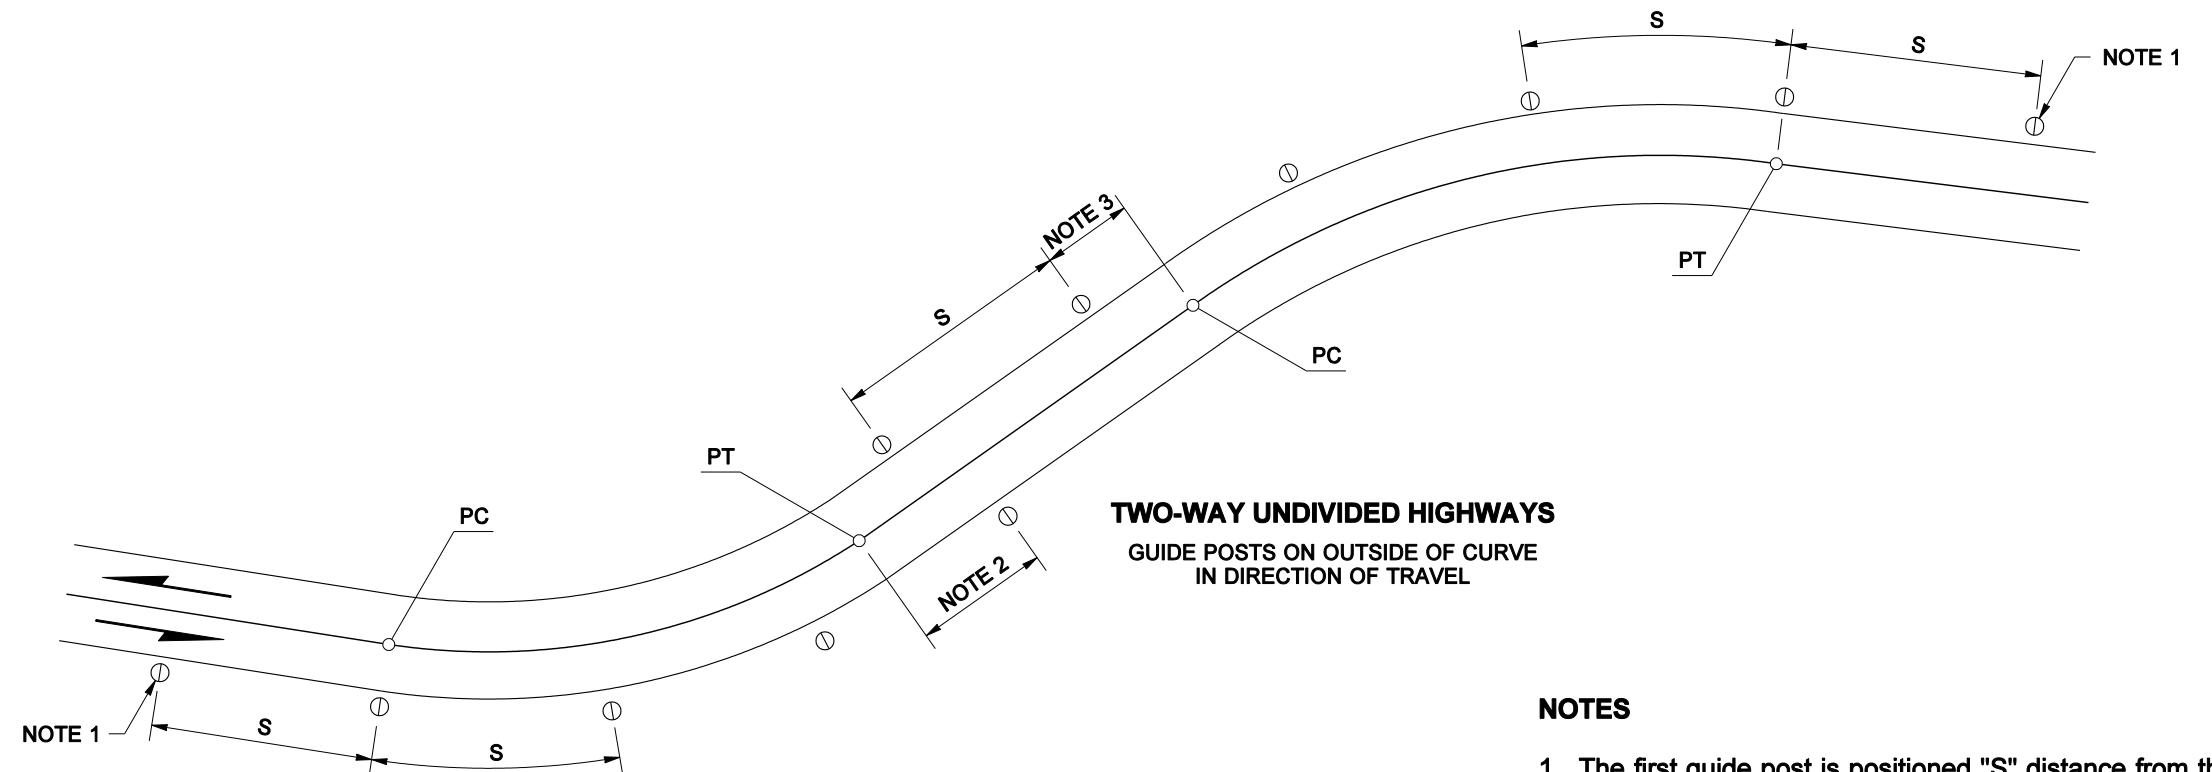 S
S
NOTE 1
NOTE 3
S
PT
PC
PT
PC
TWO-WAY UNDIVIDED HIGHWAYS
GUIDE POSTS ON OUTSIDE OF CURVE
IN DIRECTION OF TRAVEL
NOTE 2
NOTE 1
S
S
NOTES
1. The first guide post is positioned "S" distance from th